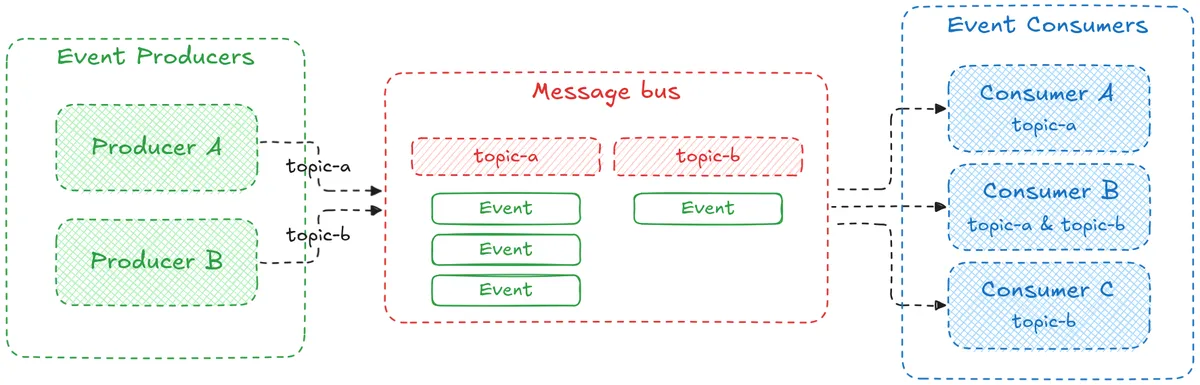 Event Producers
Producer A
Producer B
topic-a
topic-b
Message bus
topic-a
topic-b
Event
Event
Event
Event
Event Consumers
Consumer A
topic-a
Consumer B
topic-a & topic-b
Consumer C
topic-b